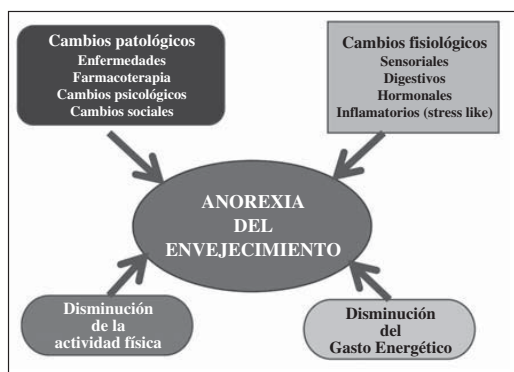 Cambios patológicos
Enfermedades
Farmacoterapia
Cambios psicológicos
Cambios sociales
Cambios fisiológicos
Sensoriales
Digestivos
Hormonales
Inflamatorios (stress like)
ANOREXIA
DEL
ENVEJECIMIENTO
Disminución
de la
actividad física
Disminución
del
Gasto Energético